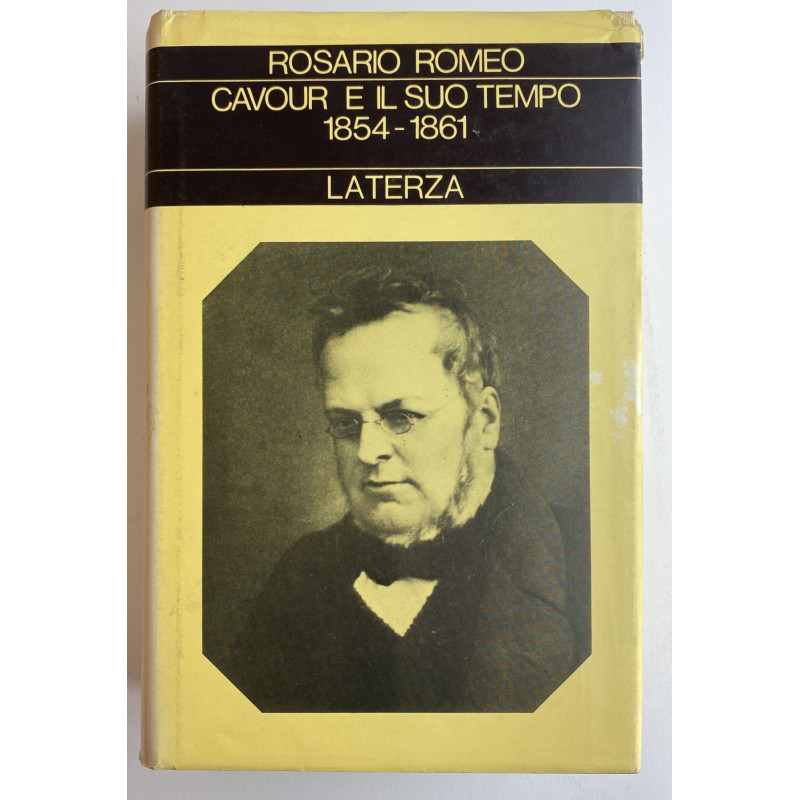 ROSARIO ROMEO
CAVOUR E IL SUO TEMPO
1854-1861
LATERZA